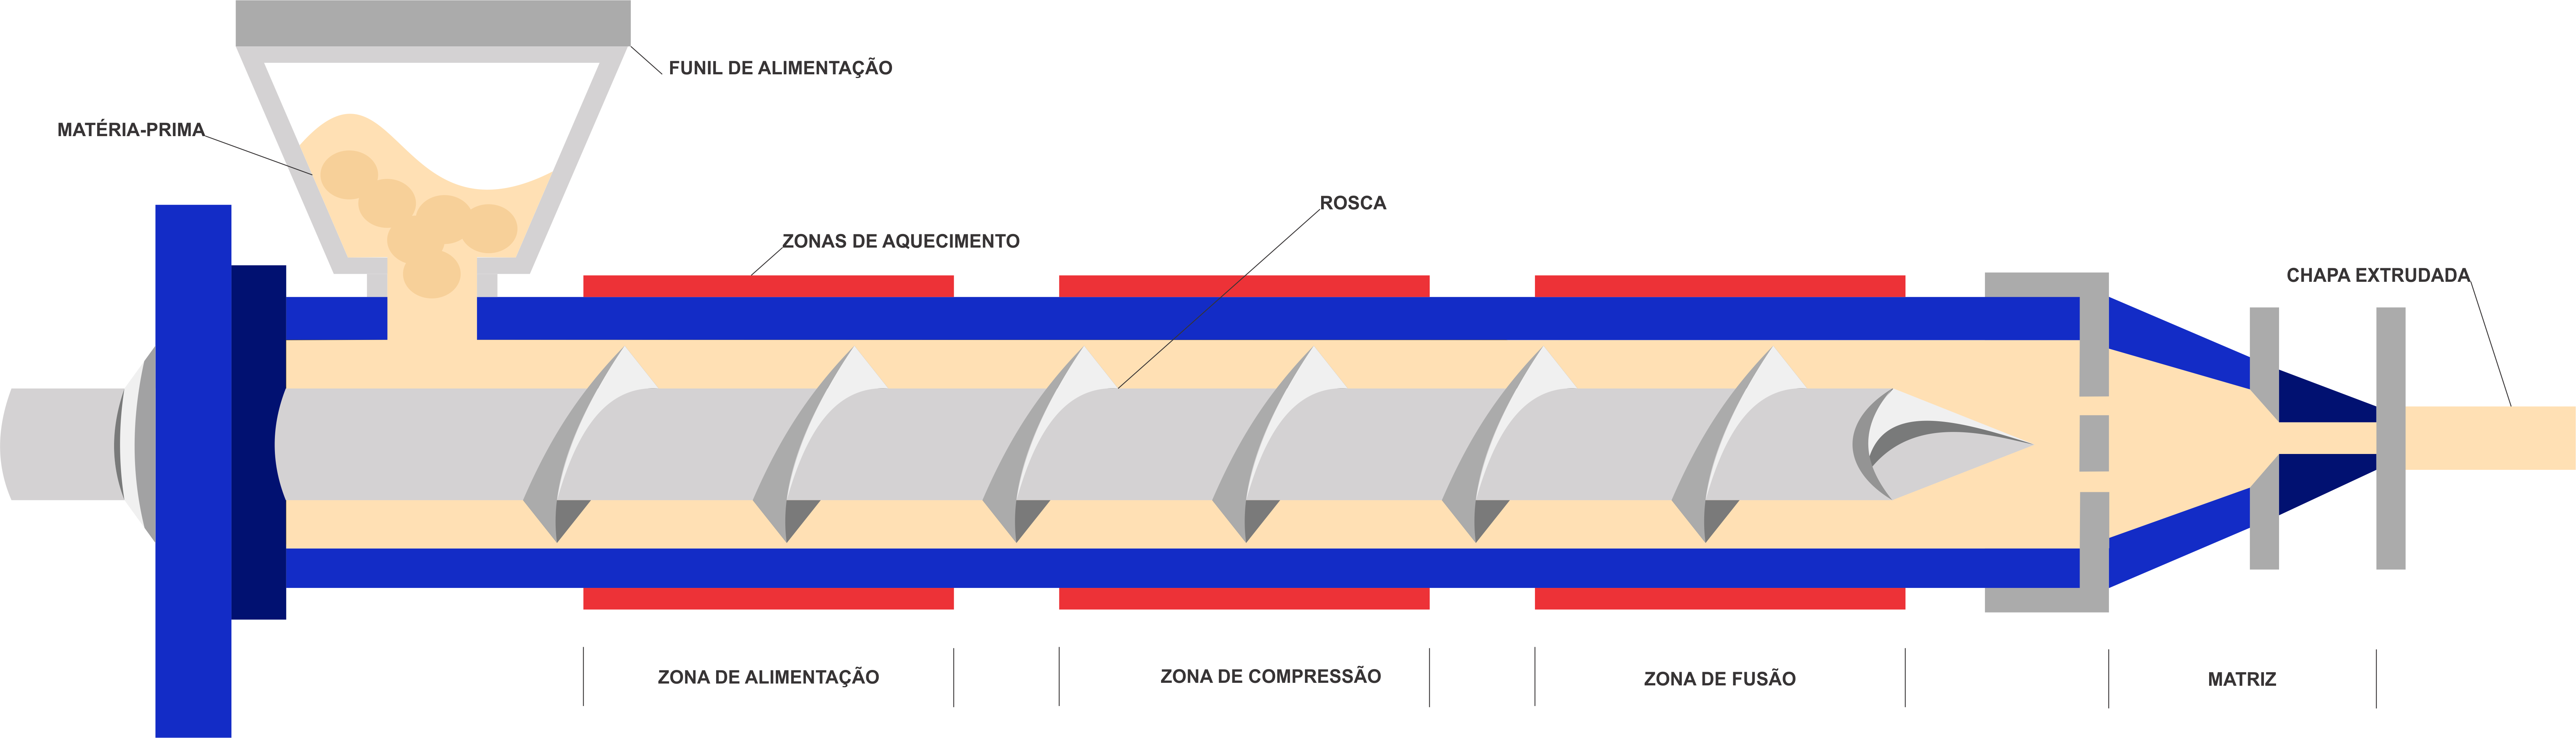 FUNIL DE ALIMENTAÇÃO
MATÉRIA-PRIMA
ROSCA
ZONAS DE AQUECIMENTO
CHAPA EXTRUDADA
ZONA DE ALIMENTAÇÃO
ZONA DE COMPRESSÃO
ZONA DE FUSÃO
MATRIZ